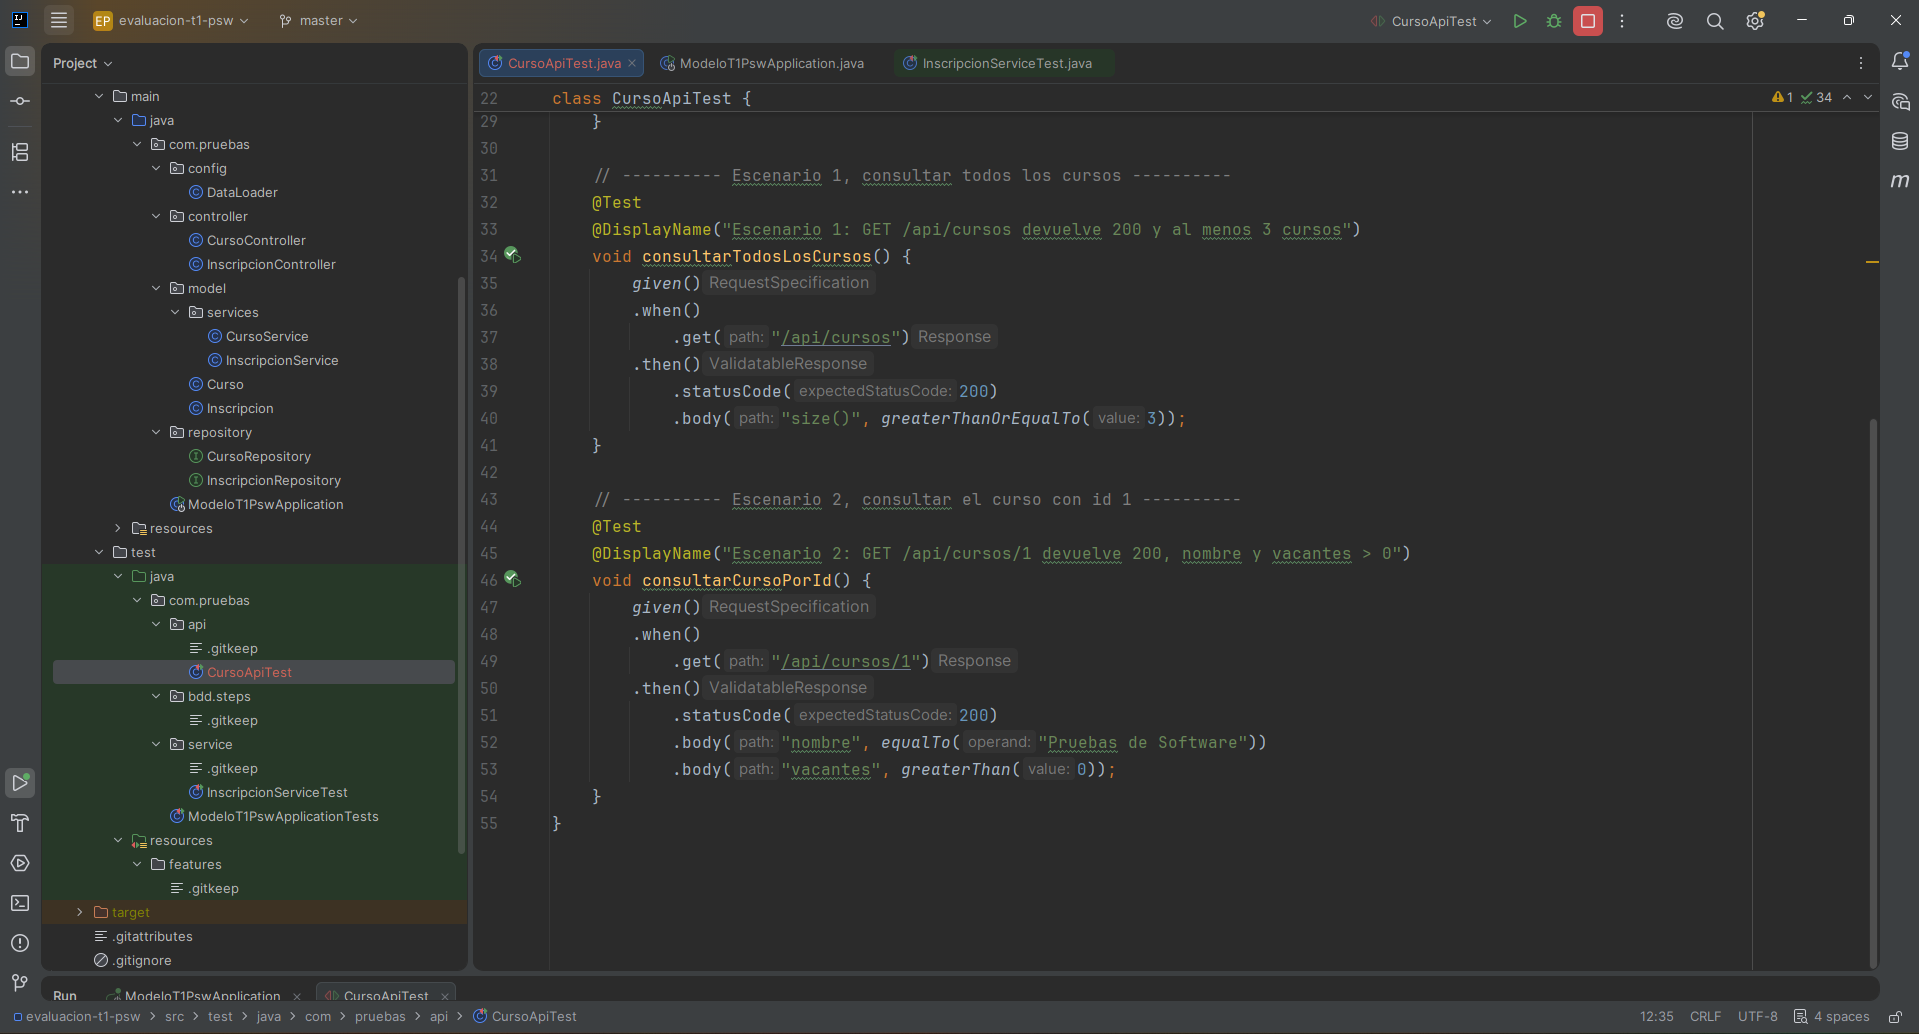 EP evaluacion-t1-psw master CursoApiTest
Project
main
java
com.pruebas
config
DataLoader
controller
CursoController
InscripcionController
model
services
CursoService
InscripcionService
Curso
Inscripcion
repository
CursoRepository
InscripcionRepository
ModeloT1PswApplication
resources
test
java
com.pruebas
api
.gitkeep
CursoApiTest
bdd.steps
.gitkeep
service
.gitkeep
InscripcionServiceTest
ModeloT1PswApplicationTests
resources
features
.gitkeep
target
.gitattributes
.gitignore
CursoApiTest.java ModeloT1PswApplication.java InscripcionServiceTest.java
22 class CursoApiTest { 1 34
29 }
30
31 // ---------- Escenario 1, consultar todos los cursos ----------
32 @Test
33 @DisplayName("Escenario 1: GET /api/cursos devuelve 200 y al menos 3 cursos")
34 void consultarTodosLosCursos() {
35 given() RequestSpecification
36 .when()
37 .get( path: "/api/cursos") Response
38 .then() ValidatableResponse
39 .statusCode( expectedStatusCode: 200)
40 .body( path: "size()", greaterThanOrEqualTo( value: 3));
41 }
42
43 // ---------- Escenario 2, consultar el curso con id 1 ----------
44 @Test
45 @DisplayName("Escenario 2: GET /api/cursos/1 devuelve 200, nombre y vacantes > 0")
46 void consultarCursoPorId() {
47 given() RequestSpecification
48 .when()
49 .get( path: "/api/cursos/1") Response
50 .then() ValidatableResponse
51 .statusCode( expectedStatusCode: 200)
52 .body( path: "nombre", equalTo( operand: "Pruebas de Software"))
53 .body( path: "vacantes", greaterThan( value: 0));
54 }
55 }
Run ModeloT1PswApplication CursoApiTest
evaluacion-t1-psw > src > test > java > com > pruebas > api > CursoApiTest 12:35 CRLF UTF-8 4 spaces